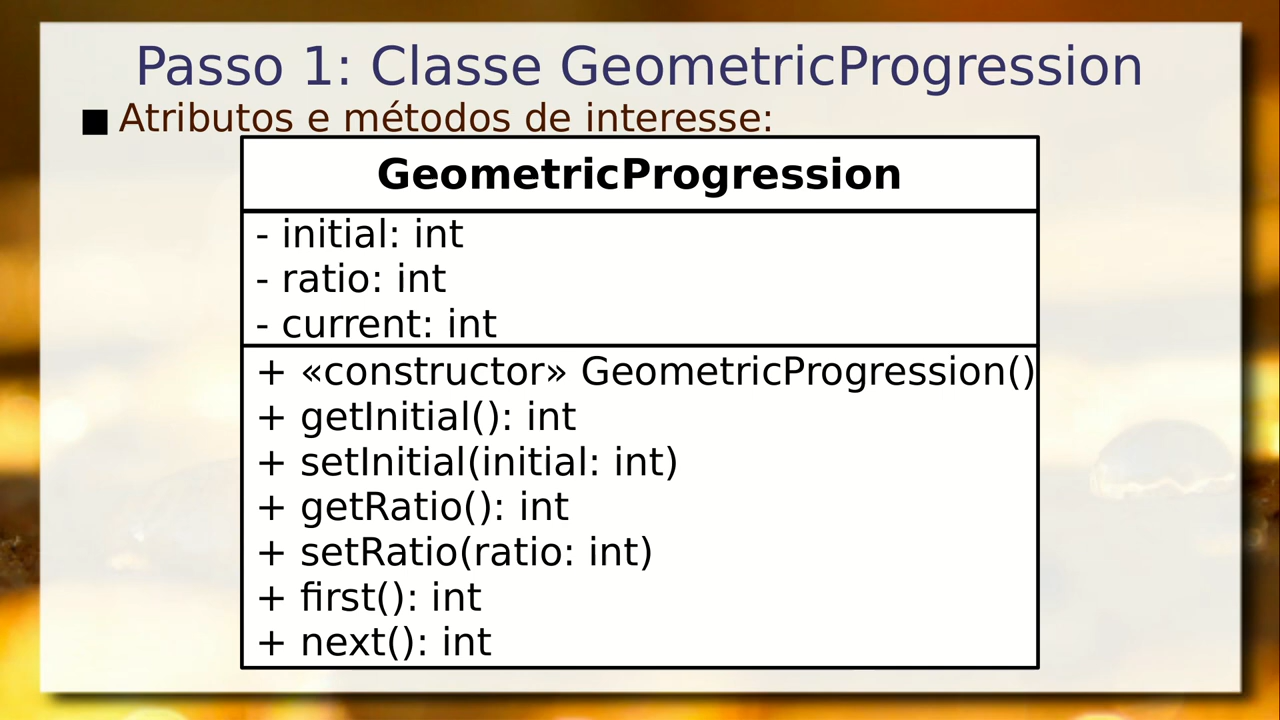 Passo 1: Classe GeometricProgression
■ Atributos e métodos de interesse:
GeometricProgression
- initial: int
- ratio: int
- current: int
+ «constructor» GeometricProgression()
+ getInitial(): int
+ setInitial(initial: int)
+ getRatio(): int
+ setRatio(ratio: int)
+ first(): int
+ next(): int